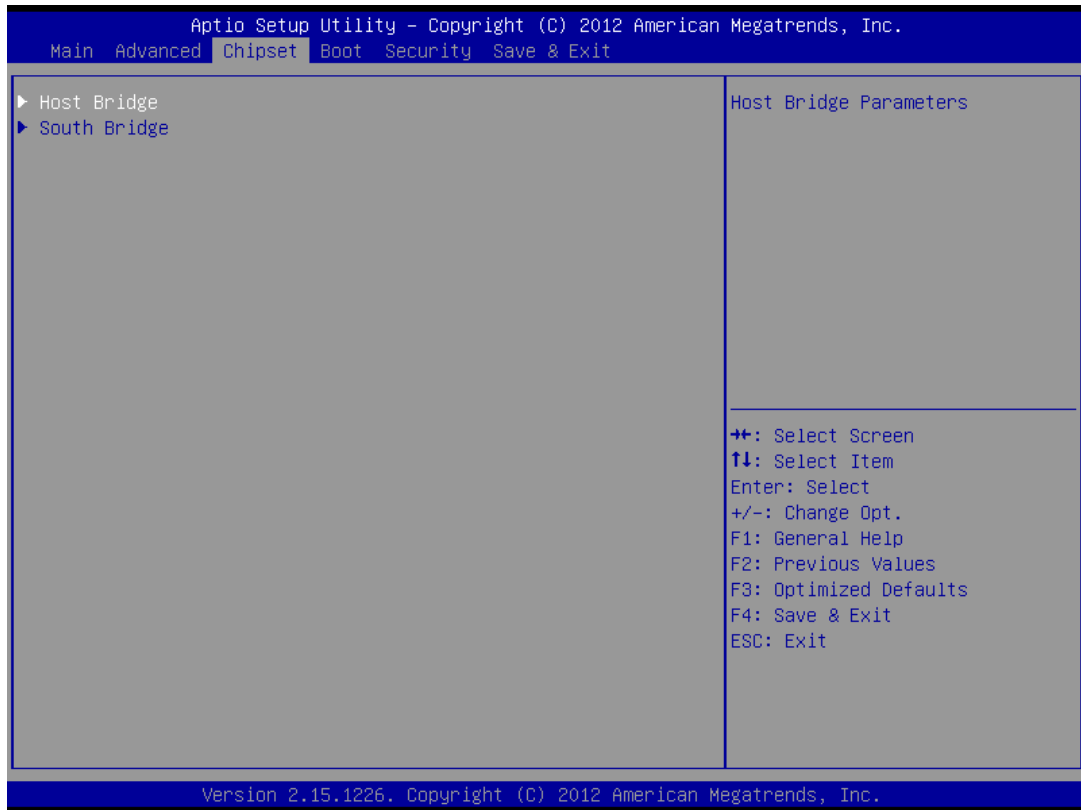 Aptio Setup Utility – Copyright (C) 2012 American Megatrends, Inc.
Main Advanced Chipset Boot Security Save & Exit
▶ Host Bridge
▶ South Bridge
Host Bridge Parameters
→←: Select Screen
↑↓: Select Item
Enter: Select
+/-: Change Opt.
F1: General Help
F2: Previous Values
F3: Optimized Defaults
F4: Save & Exit
ESC: Exit
Version 2.15.1226. Copyright (C) 2012 American Megatrends, Inc.